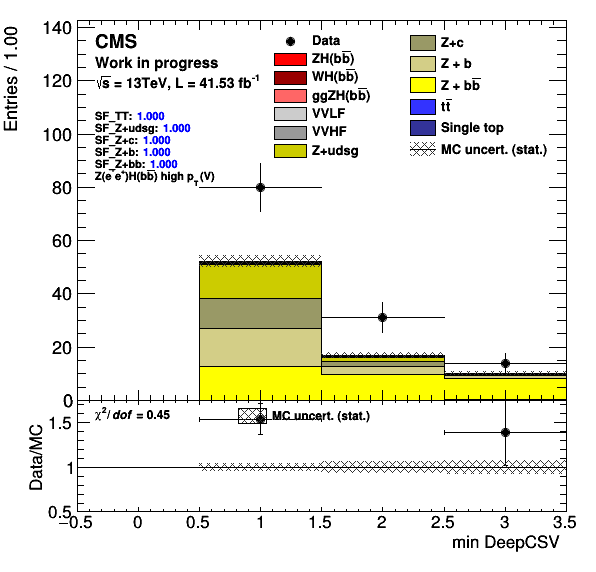 CMS
Work in progress
√s = 13TeV, L = 41.53 fb⁻¹
SF_TT: 1.000
SF_Z+udsg: 1.000
SF_Z+c: 1.000
SF_Z+b: 1.000
SF_Z+bb: 1.000
Z(e⁻e⁺)H(bb̅) high p_T(V)
Data
ZH(bb̅)
WH(bb̅)
ggZH(bb̅)
VVLF
VVHF
Z+udsg
Z+c
Z + b
Z + bb̅
tt̅
Single top
MC uncert. (stat.)
Entries / 1.00
140
120
100
80
60
40
20
0
χ²/dof = 0.45
MC uncert. (stat.)
Data/MC
1.5
1
0.5
−0.5 0 0.5 1 1.5 2 2.5 3 3.5
min DeepCSV